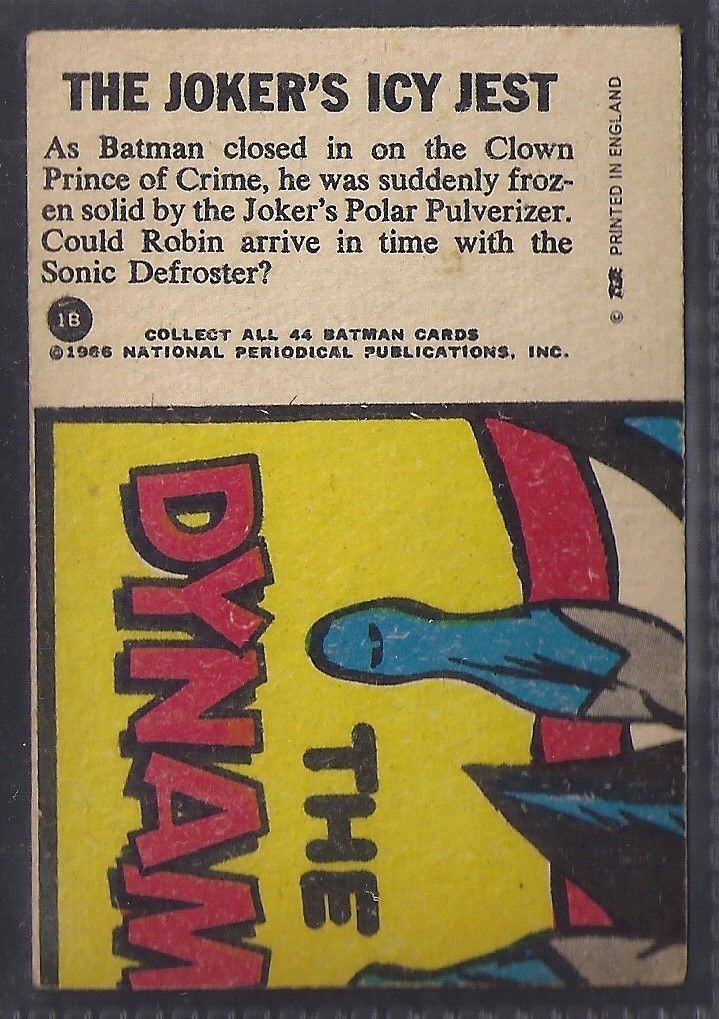 THE JOKER'S ICY JEST
As Batman closed in on the Clown
Prince of Crime, he was suddenly froz-
en solid by the Joker's Polar Pulverizer.
Could Robin arrive in time with the
Sonic Defroster?
1B
COLLECT ALL 44 BATMAN CARDS
©1966 NATIONAL PERIODICAL PUBLICATIONS, INC.
© PRINTED IN ENGLAND
THE
DYNAM